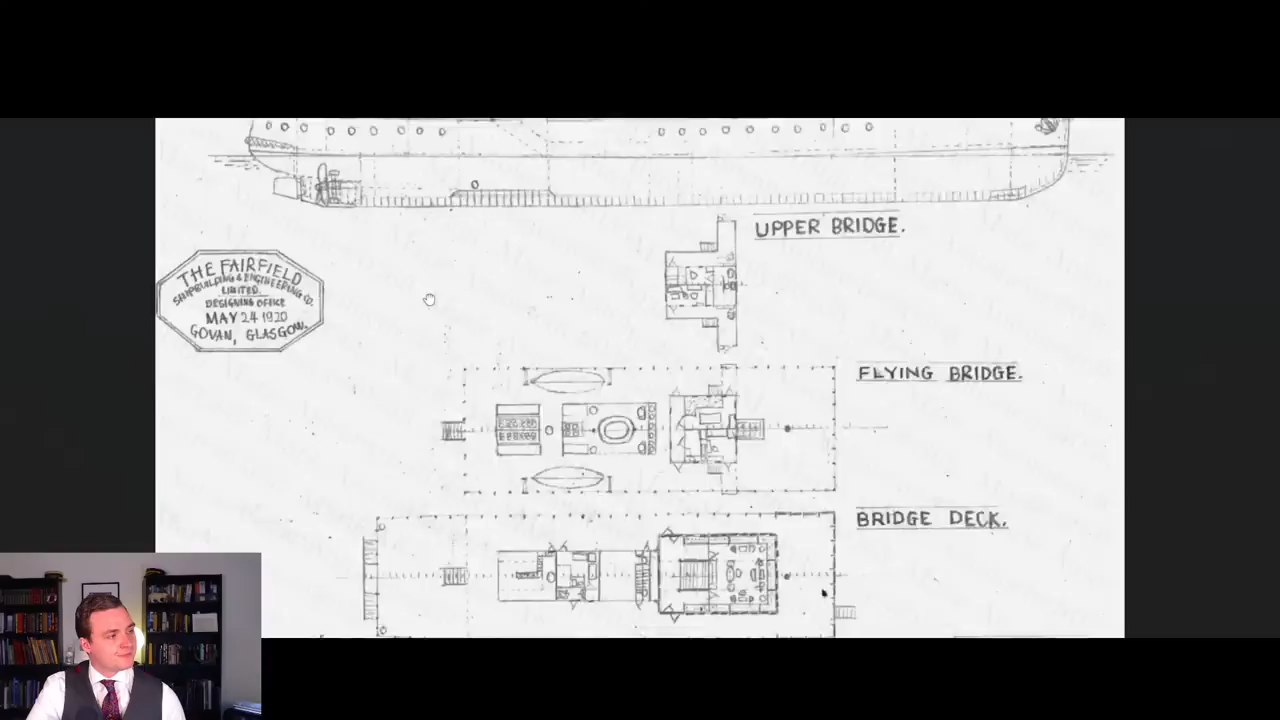 UPPER BRIDGE.
THE FAIRFIELD
SHIPBUILDING & ENGINEERING CO.
LIMITED.
DESIGNING OFFICE
MAY 24 1920
GOVAN, GLASGOW.
FLYING BRIDGE.
BRIDGE DECK.